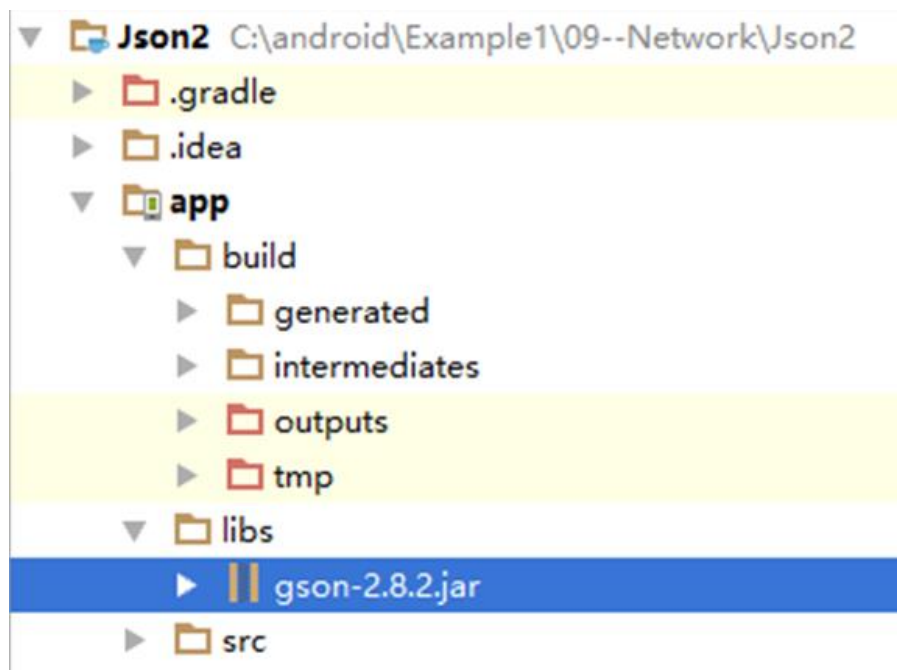 Json2 C:\android\Example1\09--Network\Json2
.gradle
.idea
app
build
generated
intermediates
outputs
tmp
libs
gson-2.8.2.jar
src